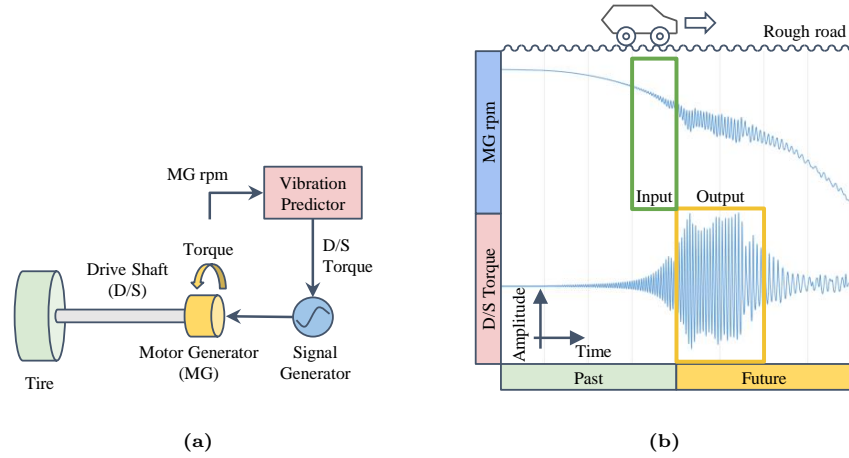 MG rpm
Vibration
Predictor
D/S
Torque
Torque
Drive Shaft
(D/S)
Motor Generator
(MG)
Signal
Generator
Tire
(a)
Rough road
MG rpm
Input
Output
D/S Torque
Amplitude
Time
Past
Future
(b)